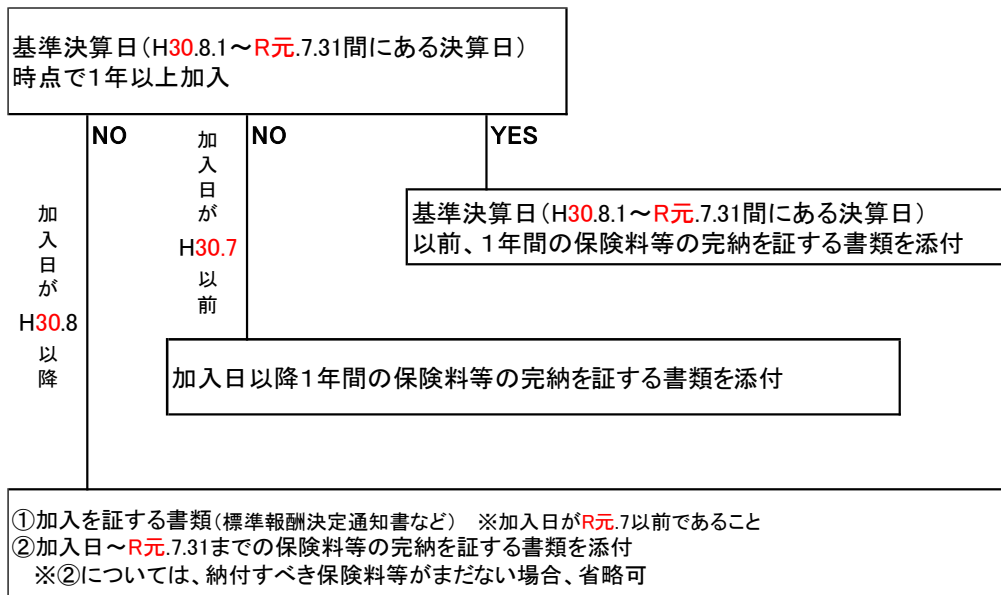 基準決算日（H30.8.1～R元.7.31間にある決算日）
時点で１年以上加入
NO
NO
YES
加入日がH30.8以降
加入日がH30.7以前
基準決算日（H30.8.1～R元.7.31間にある決算日）
以前、１年間の保険料等の完納を証する書類を添付
加入日以降１年間の保険料等の完納を証する書類を添付
①加入を証する書類（標準報酬決定通知書など）　※加入日がR元.7以前であること
②加入日～R元.7.31までの保険料等の完納を証する書類を添付
※②については、納付すべき保険料等がまだない場合、省略可